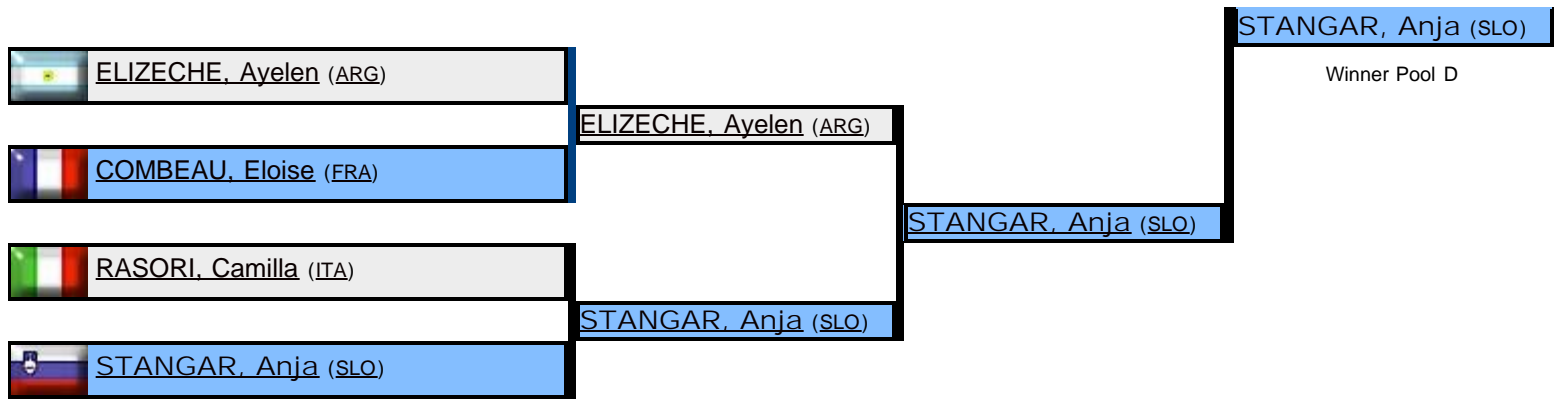 STANGAR, Anja (SLO)
Winner Pool D
ELIZECHE, Ayelen (ARG)
ELIZECHE, Ayelen (ARG)
COMBEAU, Eloise (FRA)
STANGAR, Anja (SLO)
RASORI, Camilla (ITA)
STANGAR, Anja (SLO)
STANGAR, Anja (SLO)